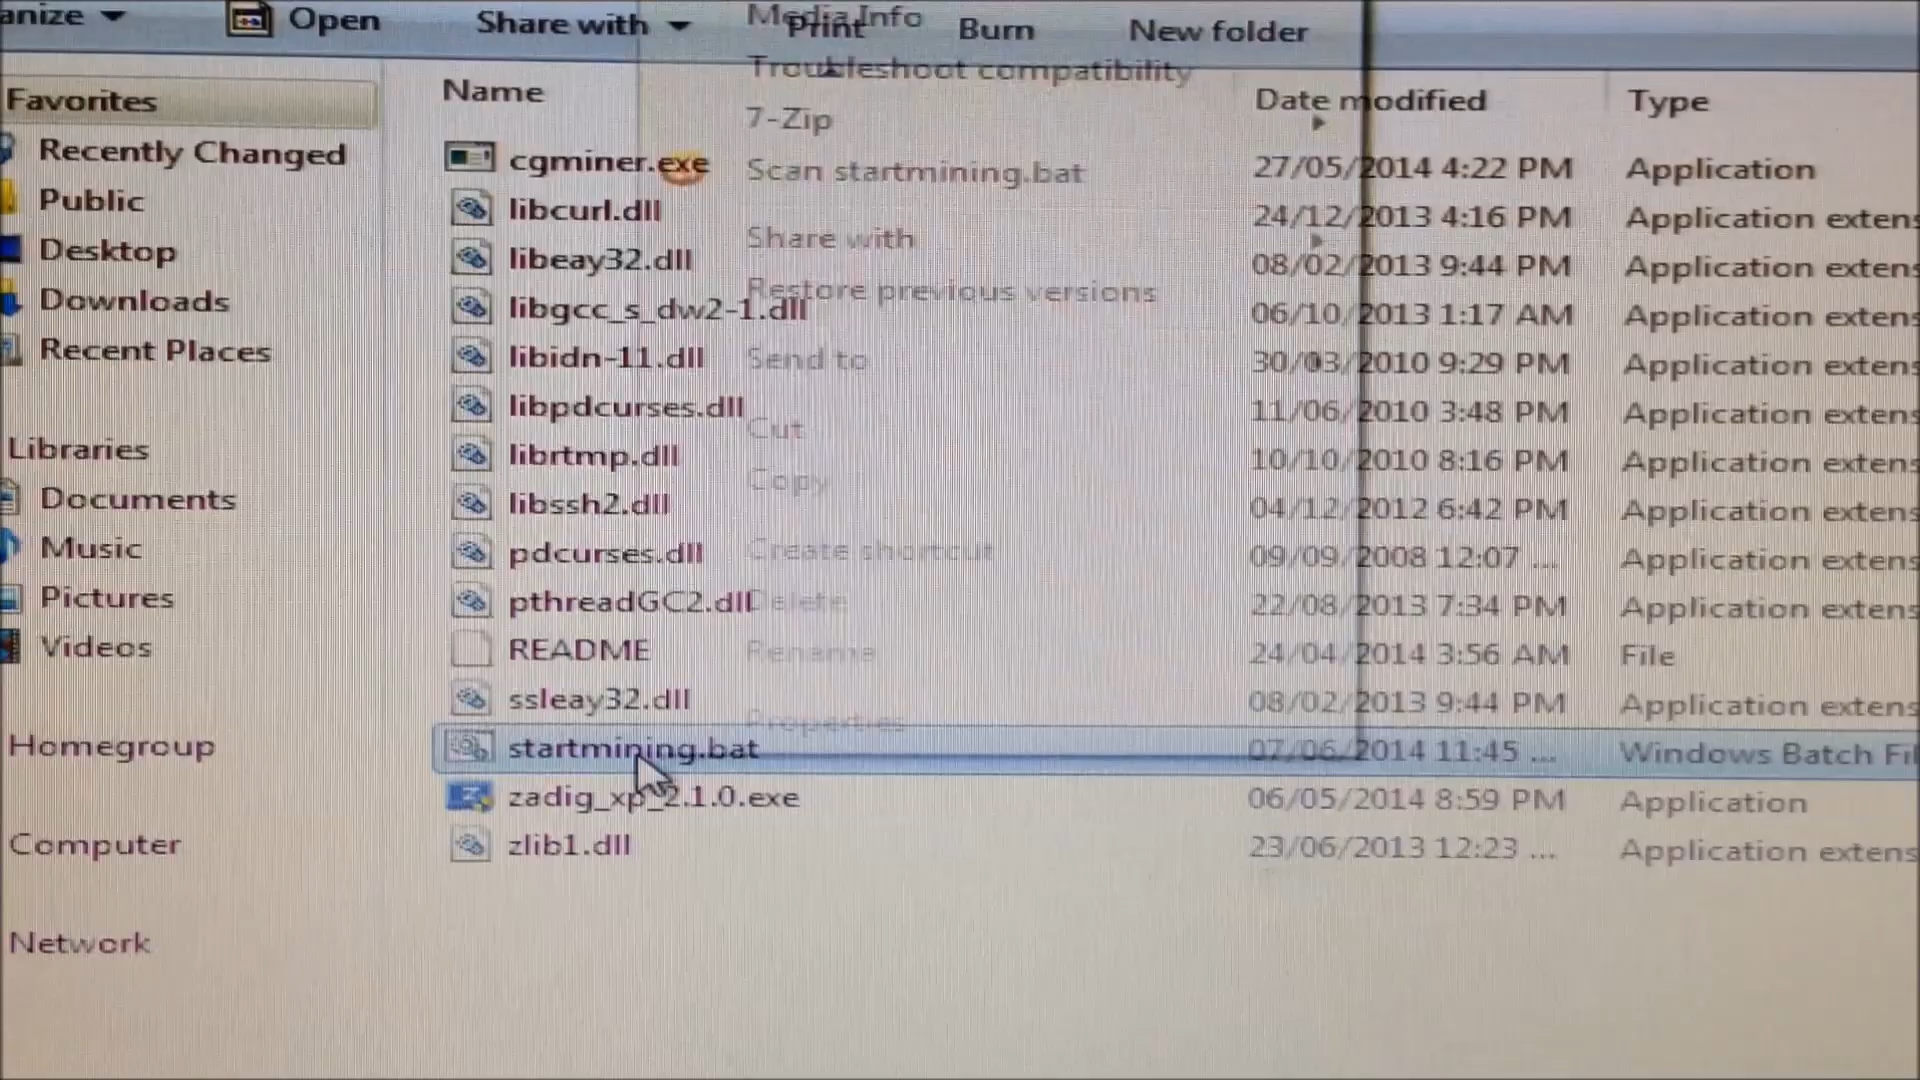 anize Open Share with Print Burn New folder
Media Info
Troubleshoot compatibility
7-Zip
Scan startmining.bat
Share with
Restore previous versions
Send to
Cut
Copy
Create shortcut
Delete
Rename
Properties
Favorites
Recently Changed
Public
Desktop
Downloads
Recent Places
Libraries
Documents
Music
Pictures
Videos
Homegroup
Computer
Network
Name Date modified Type
cgminer.exe 27/05/2014 4:22 PM Application
libcurl.dll 24/12/2013 4:16 PM Application extens
libeay32.dll 08/02/2013 9:44 PM Application extens
libgcc_s_dw2-1.dll 06/10/2013 1:17 AM Application extens
libidn-11.dll 30/03/2010 9:29 PM Application extens
libpdcurses.dll 11/06/2010 3:48 PM Application extens
librtmp.dll 10/10/2010 8:16 PM Application extens
libssh2.dll 04/12/2012 6:42 PM Application extens
pdcurses.dll 09/09/2008 12:07 ... Application extens
pthreadGC2.dll 22/08/2013 7:34 PM Application extens
README 24/04/2014 3:56 AM File
ssleay32.dll 08/02/2013 9:44 PM Application extens
startmining.bat 07/06/2014 11:45 ... Windows Batch Fil
zadig_xp_2.1.0.exe 06/05/2014 8:59 PM Application
zlib1.dll 23/06/2013 12:23 ... Application extens